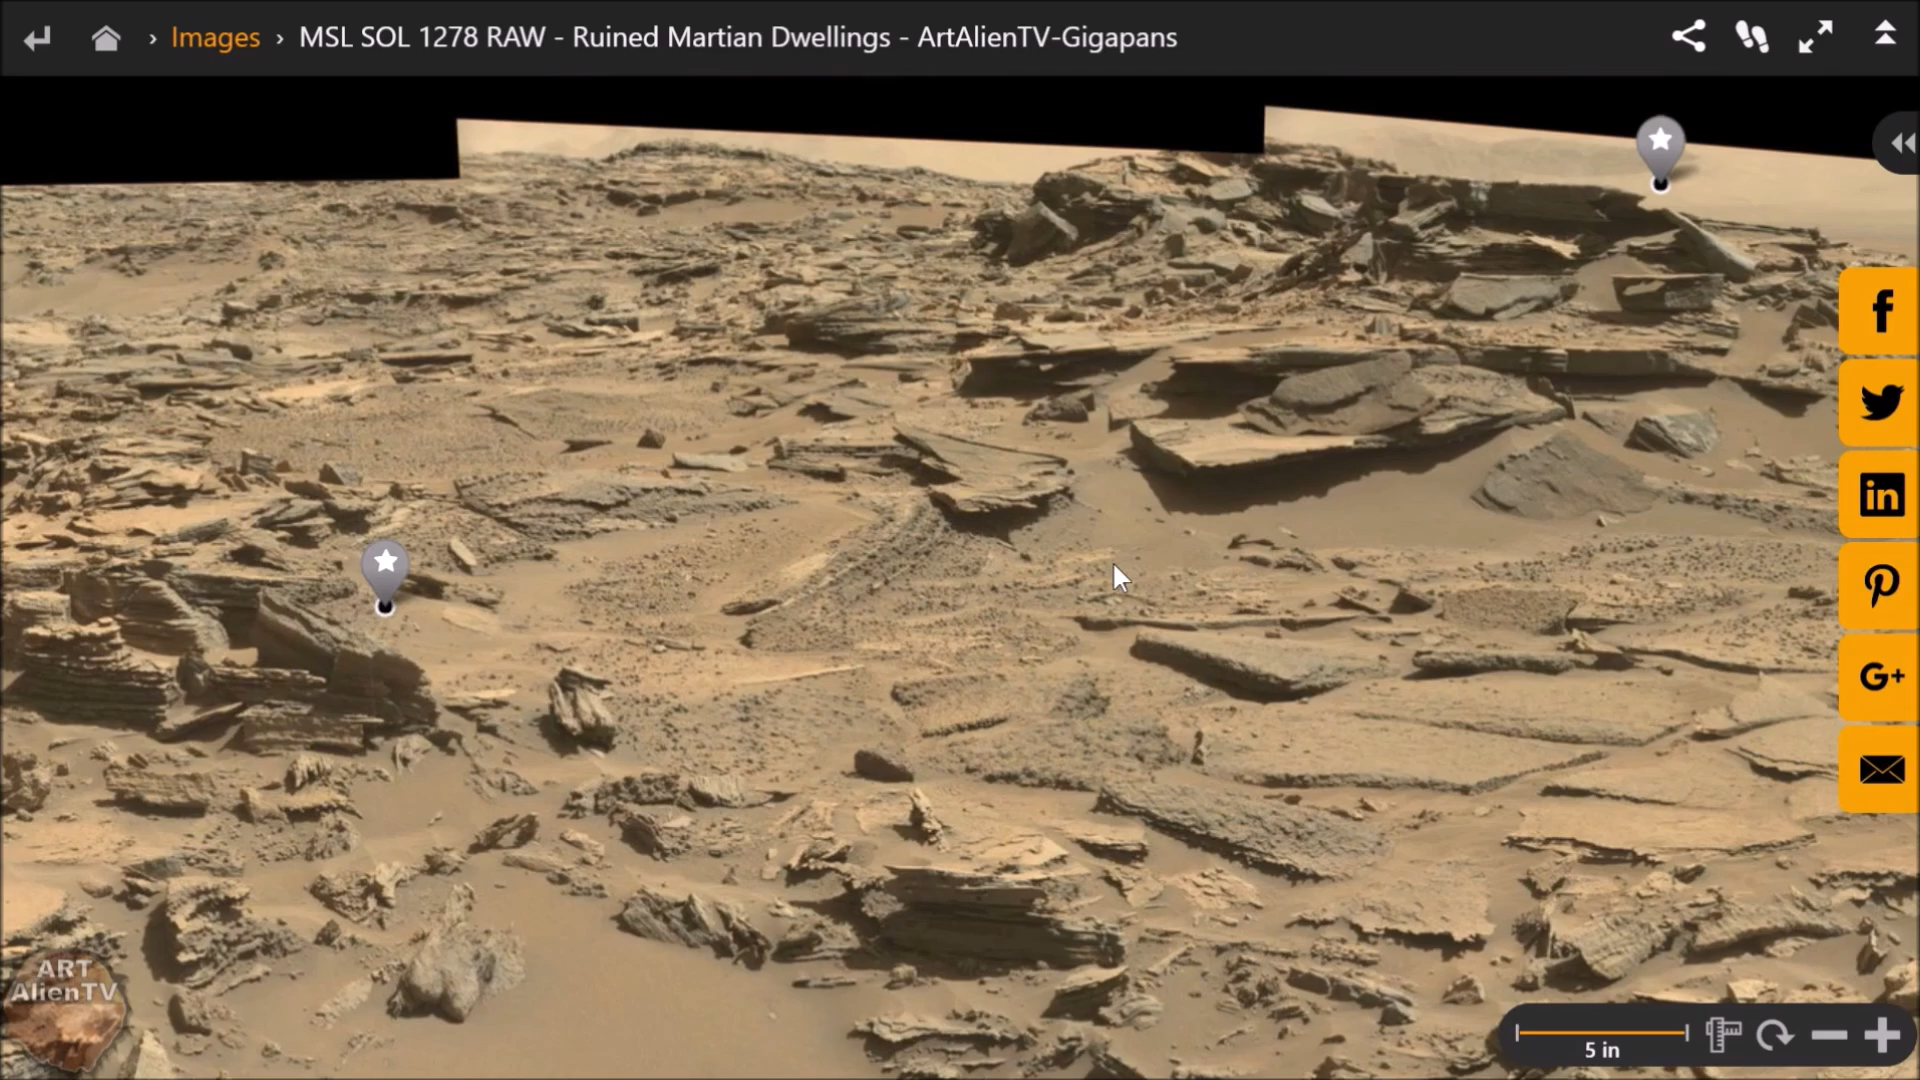 Images › MSL SOL 1278 RAW - Ruined Martian Dwellings - ArtAlienTV-Gigapans
f
in
G+
ART
AlienTV
5 in